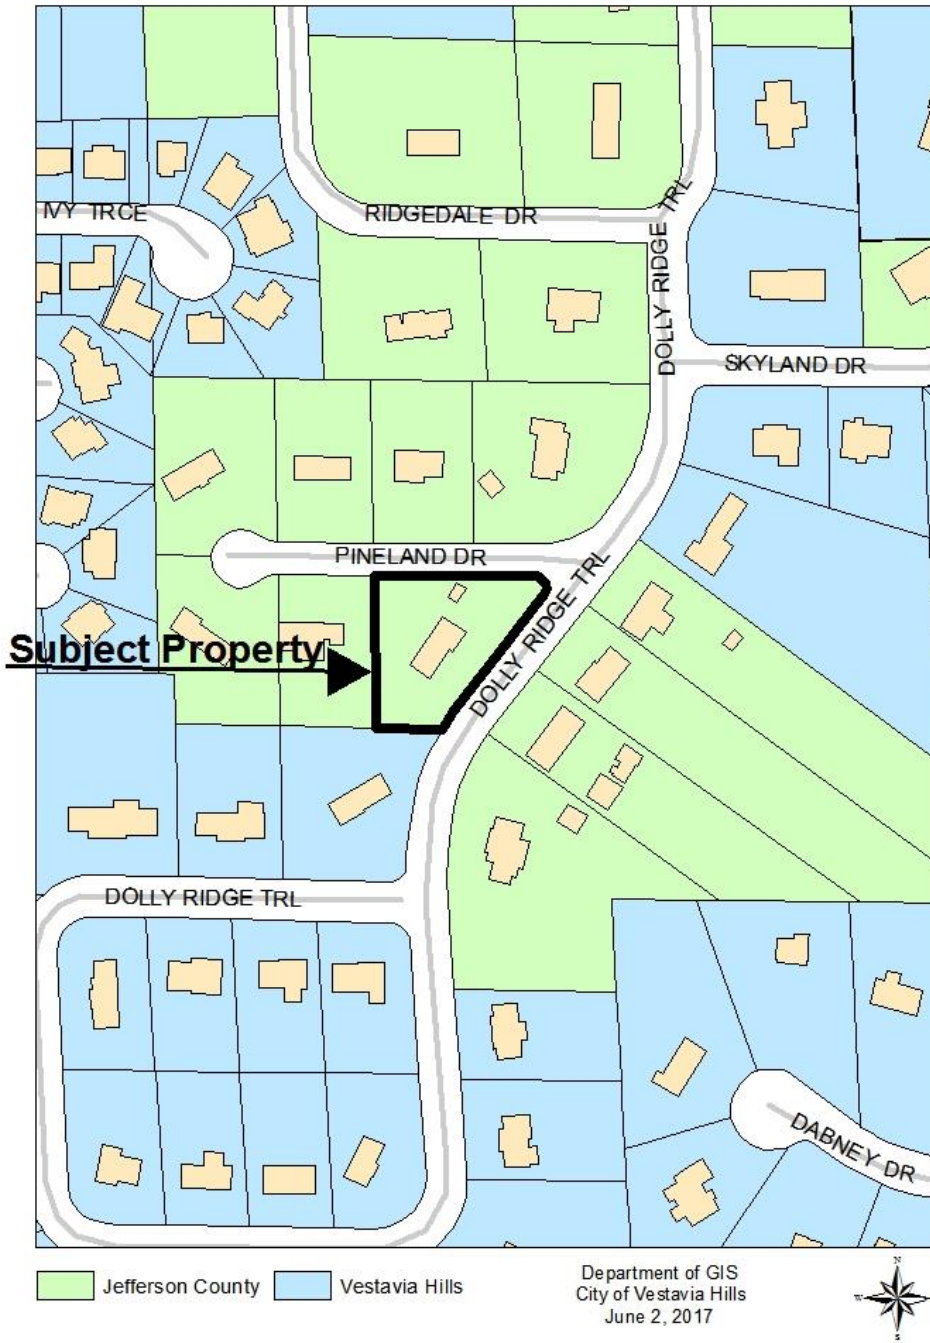 IVY TRCE
RIDGEDALE DR
DOLLY RIDGE TRL
SKYLAND DR
PINELAND DR
DOLLY RIDGE TRL
Subject Property
DOLLY RIDGE TRL
DABNEY DR
Jefferson County
Vestavia Hills
Department of GIS
City of Vestavia Hills
June 2, 2017
N
W
E
S